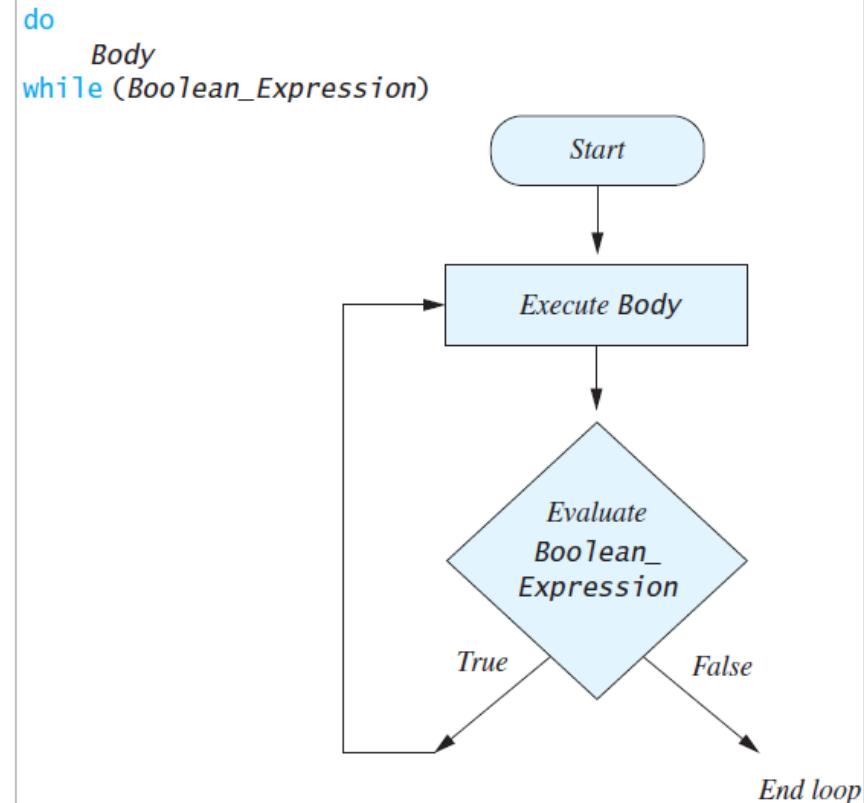 do
Body
while (Boolean_Expression)
Start
Execute Body
Evaluate
Boolean_
Expression
True
False
End loop